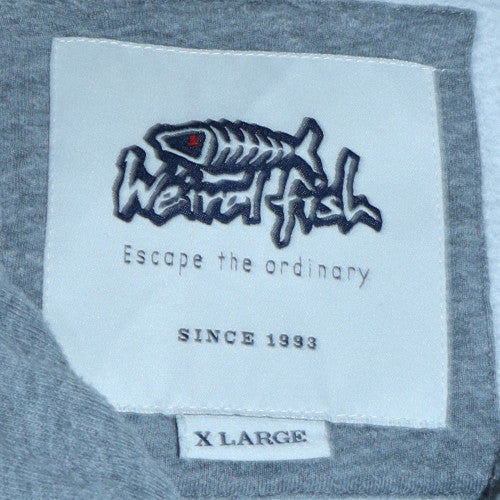 Weird fish
Escape the ordinary
SINCE 1993
X LARGE